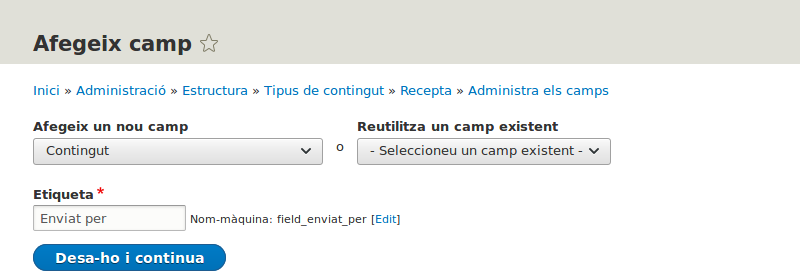 Afegeix camp
Inici » Administració » Estructura » Tipus de contingut » Recepta » Administra els camps
Afegeix un nou camp
Contingut
o
Reutilitza un camp existent
- Seleccioneu un camp existent -
Etiqueta*
Enviat per
Nom-màquina: field_enviat_per [Edit]
Desa-ho i continua